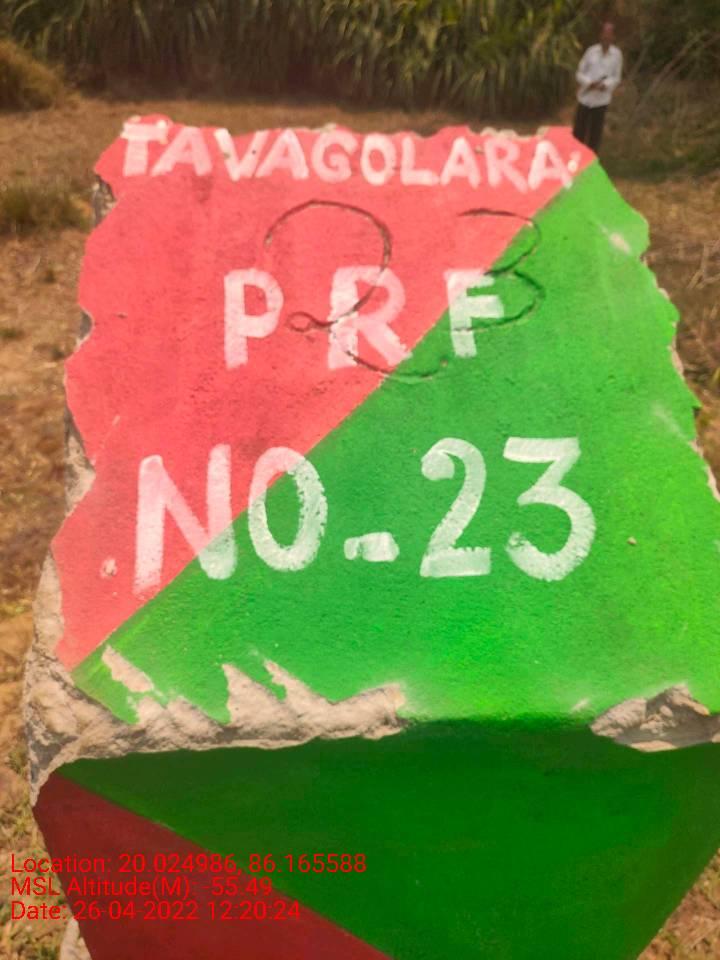 TAVAGOLARA
23
PRF
NO-23
Location: 20.024986, 86.165588
MSL Altitude(M): -55.49
Date: 26-04-2022 12:20:24